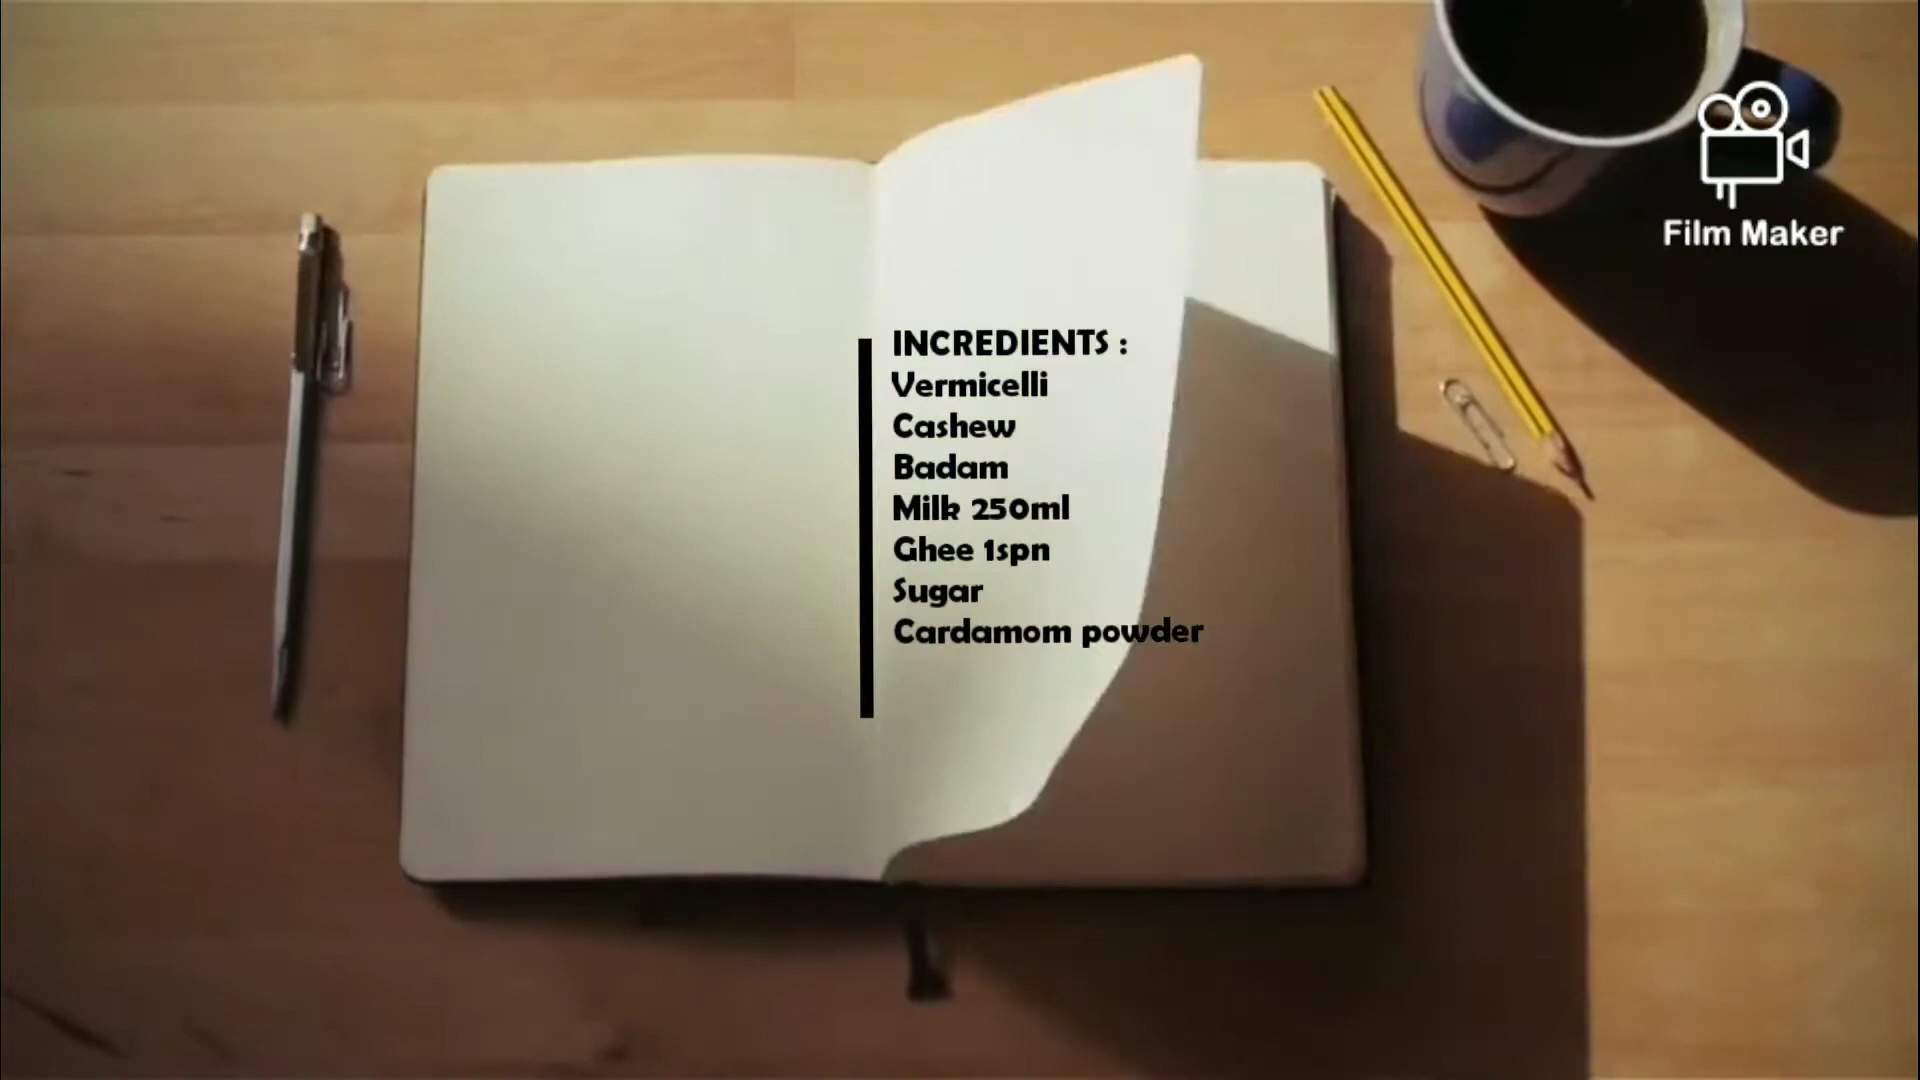 INCREDIENTS :
Vermicelli
Cashew
Badam
Milk 250ml
Ghee 1spn
Sugar
Cardamom powder
Film Maker